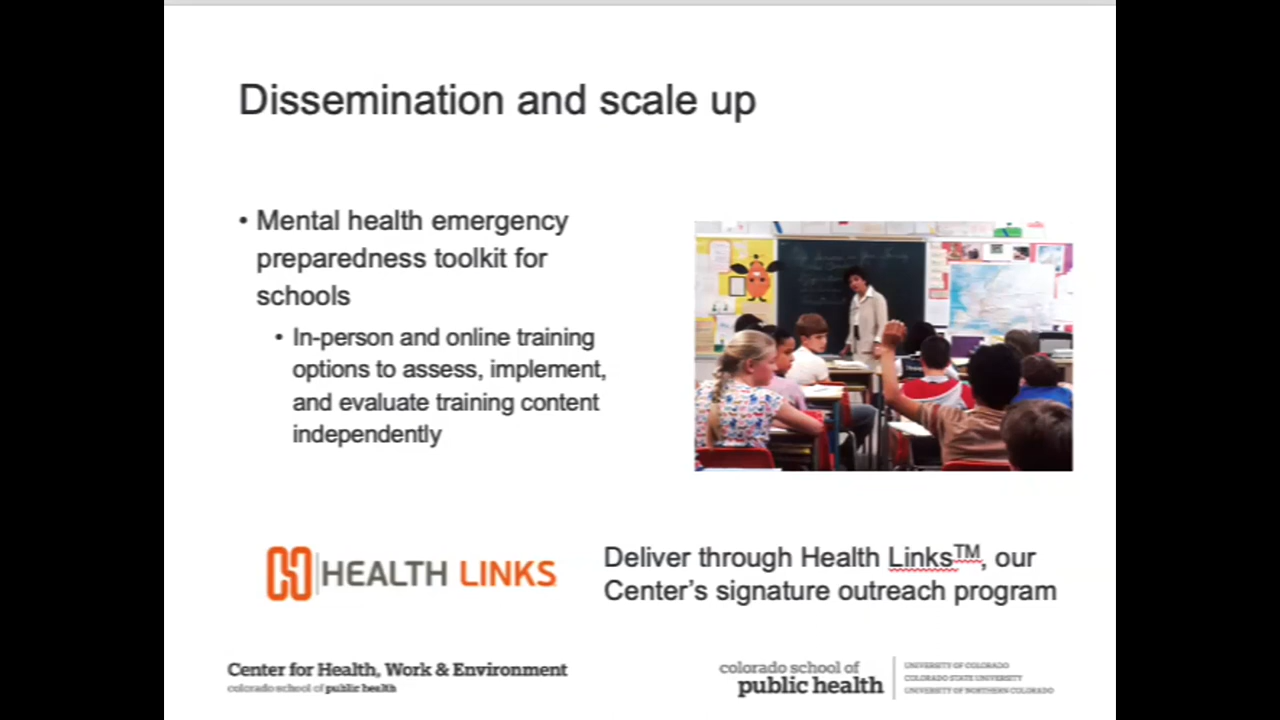 Dissemination and scale up
• Mental health emergency
preparedness toolkit for
schools
• In-person and online training
options to assess, implement,
and evaluate training content
independently
HEALTH LINKS
Deliver through Health Links™, our
Center's signature outreach program
Center for Health, Work & Environment
colorado school of public health
colorado school of
public health
UNIVERSITY OF COLORADO
COLORADO STATE UNIVERSITY
UNIVERSITY OF NORTHERN COLORADO